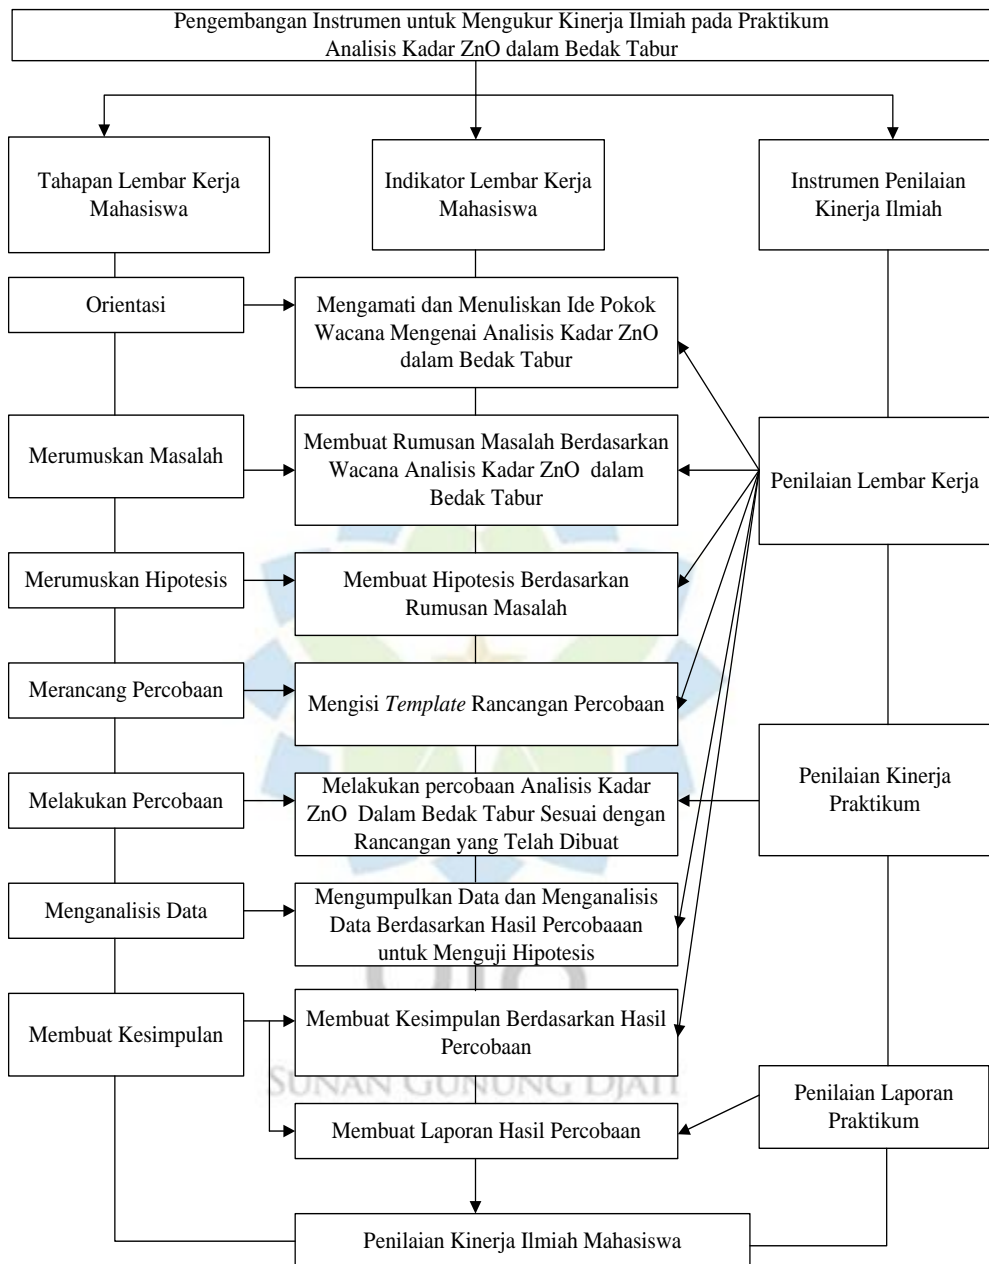 Pengembangan Instrumen untuk Mengukur Kinerja Ilmiah pada Praktikum
Analisis Kadar ZnO dalam Bedak Tabur
Tahapan Lembar Kerja
Mahasiswa
Indikator Lembar Kerja
Mahasiswa
Instrumen Penilaian
Kinerja Ilmiah
Orientasi
Mengamati dan Menuliskan Ide Pokok
Wacana Mengenai Analisis Kadar ZnO
dalam Bedak Tabur
Merumuskan Masalah
Membuat Rumusan Masalah Berdasarkan
Wacana Analisis Kadar ZnO dalam
Bedak Tabur
Penilaian Lembar Kerja
Merumuskan Hipotesis
Membuat Hipotesis Berdasarkan
Rumusan Masalah
Merancang Percobaan
Mengisi Template Rancangan Percobaan
Melakukan Percobaan
Melakukan percobaan Analisis Kadar
ZnO Dalam Bedak Tabur Sesuai dengan
Rancangan yang Telah Dibuat
Penilaian Kinerja
Praktikum
Menganalisis Data
Mengumpulkan Data dan Menganalisis
Data Berdasarkan Hasil Percobaaan
untuk Menguji Hipotesis
uin
Membuat Kesimpulan
Membuat Kesimpulan Berdasarkan Hasil
Percobaan
SUNAN GUNUNG DJATI
Penilaian Laporan
Praktikum
Membuat Laporan Hasil Percobaan
Penilaian Kinerja Ilmiah Mahasiswa